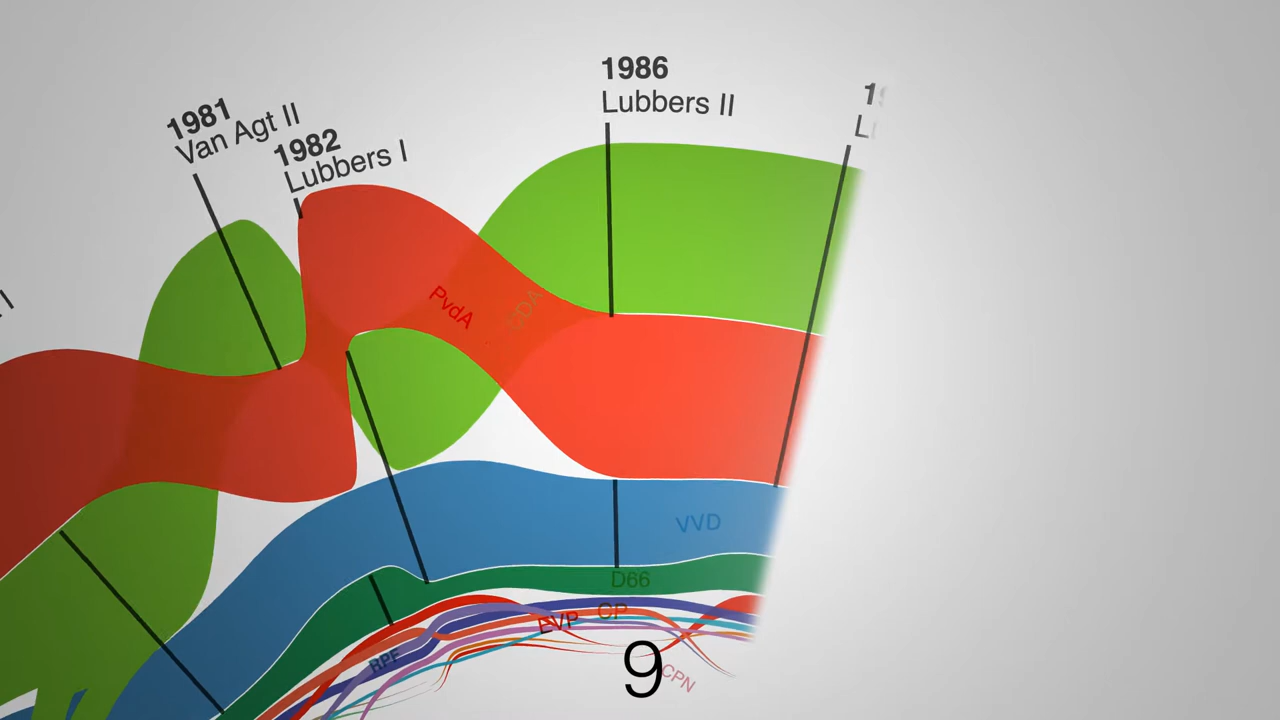 1981
Van Agt II
1982
Lubbers I
1986
Lubbers II
PvdA
CDA
VVD
D66
CP
EVP
RPF
9
CPN